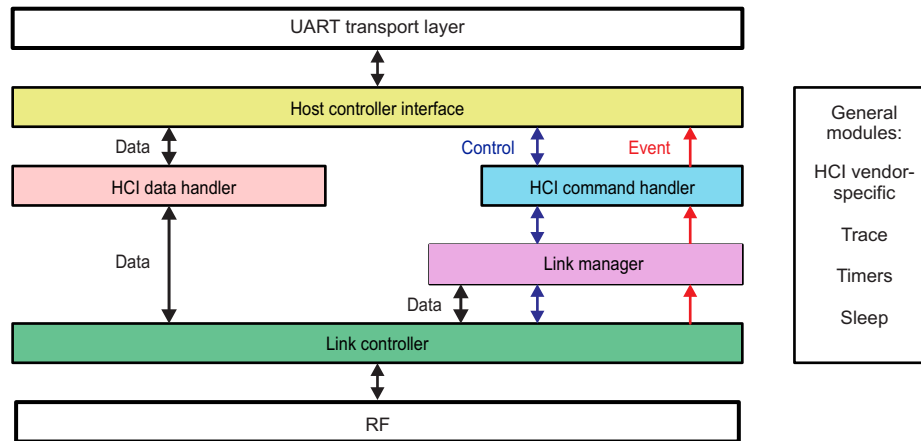 UART transport layer
Host controller interface
Data
Control
Event
HCI data handler
HCI command handler
Data
Link manager
Data
Link controller
RF
General
modules:
HCI vendor-
specific
Trace
Timers
Sleep